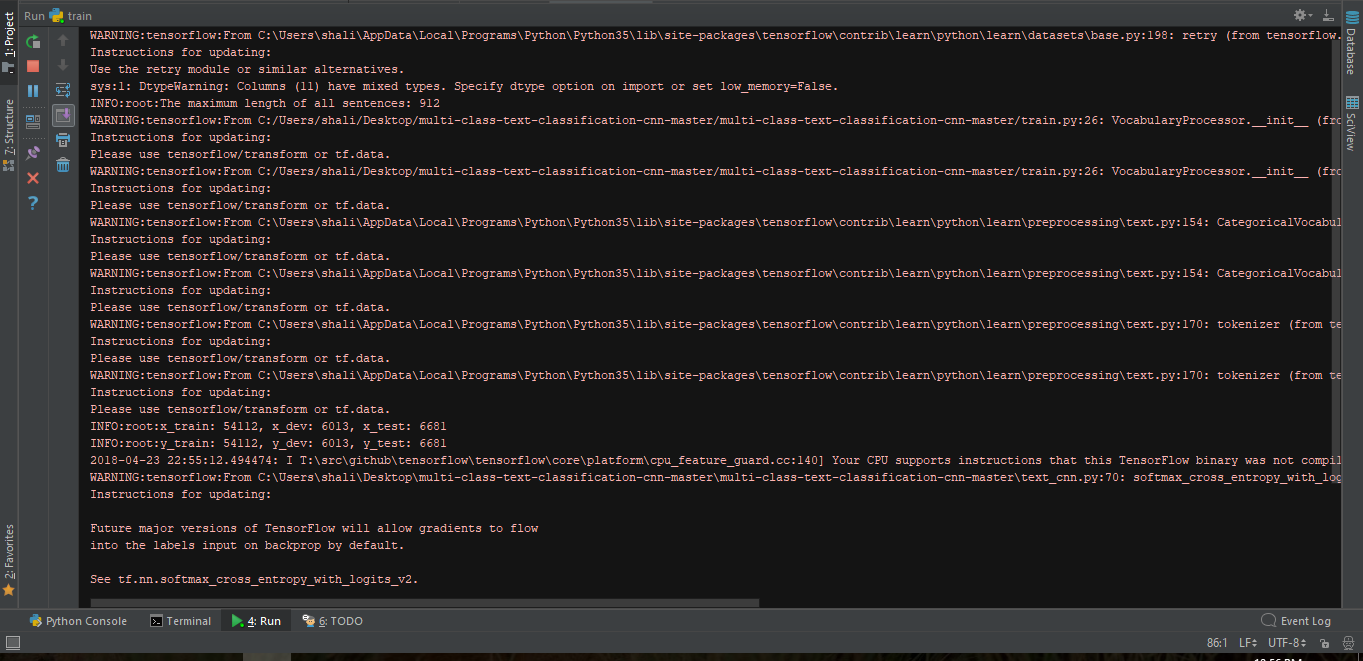 Run train
1: Project
7: Structure
2: Favorites
Database
SciView
WARNING:tensorflow:From C:\Users\shali\AppData\Local\Programs\Python\Python35\lib\site-packages\tensorflow\contrib\learn\python\learn\datasets\base.py:198: retry (from tensorflow.
Instructions for updating:
Use the retry module or similar alternatives.
sys:1: DtypeWarning: Columns (11) have mixed types. Specify dtype option on import or set low_memory=False.
INFO:root:The maximum length of all sentences: 912
WARNING:tensorflow:From C:/Users/shali/Desktop/multi-class-text-classification-cnn-master/multi-class-text-classification-cnn-master/train.py:26: VocabularyProcessor.__init__ (fro
Instructions for updating:
Please use tensorflow/transform or tf.data.
WARNING:tensorflow:From C:/Users/shali/Desktop/multi-class-text-classification-cnn-master/multi-class-text-classification-cnn-master/train.py:26: VocabularyProcessor.__init__ (fro
Instructions for updating:
Please use tensorflow/transform or tf.data.
WARNING:tensorflow:From C:\Users\shali\AppData\Local\Programs\Python\Python35\lib\site-packages\tensorflow\contrib\learn\python\learn\preprocessing\text.py:154: CategoricalVocabul
Instructions for updating:
Please use tensorflow/transform or tf.data.
WARNING:tensorflow:From C:\Users\shali\AppData\Local\Programs\Python\Python35\lib\site-packages\tensorflow\contrib\learn\python\learn\preprocessing\text.py:154: CategoricalVocabul
Instructions for updating:
Please use tensorflow/transform or tf.data.
WARNING:tensorflow:From C:\Users\shali\AppData\Local\Programs\Python\Python35\lib\site-packages\tensorflow\contrib\learn\python\learn\preprocessing\text.py:170: tokenizer (from te
Instructions for updating:
Please use tensorflow/transform or tf.data.
WARNING:tensorflow:From C:\Users\shali\AppData\Local\Programs\Python\Python35\lib\site-packages\tensorflow\contrib\learn\python\learn\preprocessing\text.py:170: tokenizer (from te
Instructions for updating:
Please use tensorflow/transform or tf.data.
INFO:root:x_train: 54112, x_dev: 6013, x_test: 6681
INFO:root:y_train: 54112, y_dev: 6013, y_test: 6681
2018-04-23 22:55:12.494474: I T:\src\github\tensorflow\tensorflow\core\platform\cpu_feature_guard.cc:140] Your CPU supports instructions that this TensorFlow binary was not compil
WARNING:tensorflow:From C:\Users\shali\Desktop\multi-class-text-classification-cnn-master\multi-class-text-classification-cnn-master\text_cnn.py:70: softmax_cross_entropy_with_log
Instructions for updating:
Future major versions of TensorFlow will allow gradients to flow
into the labels input on backprop by default.
See tf.nn.softmax_cross_entropy_with_logits_v2.
Python Console Terminal 4: Run 6: TODO Event Log
86:1 LF UTF-8